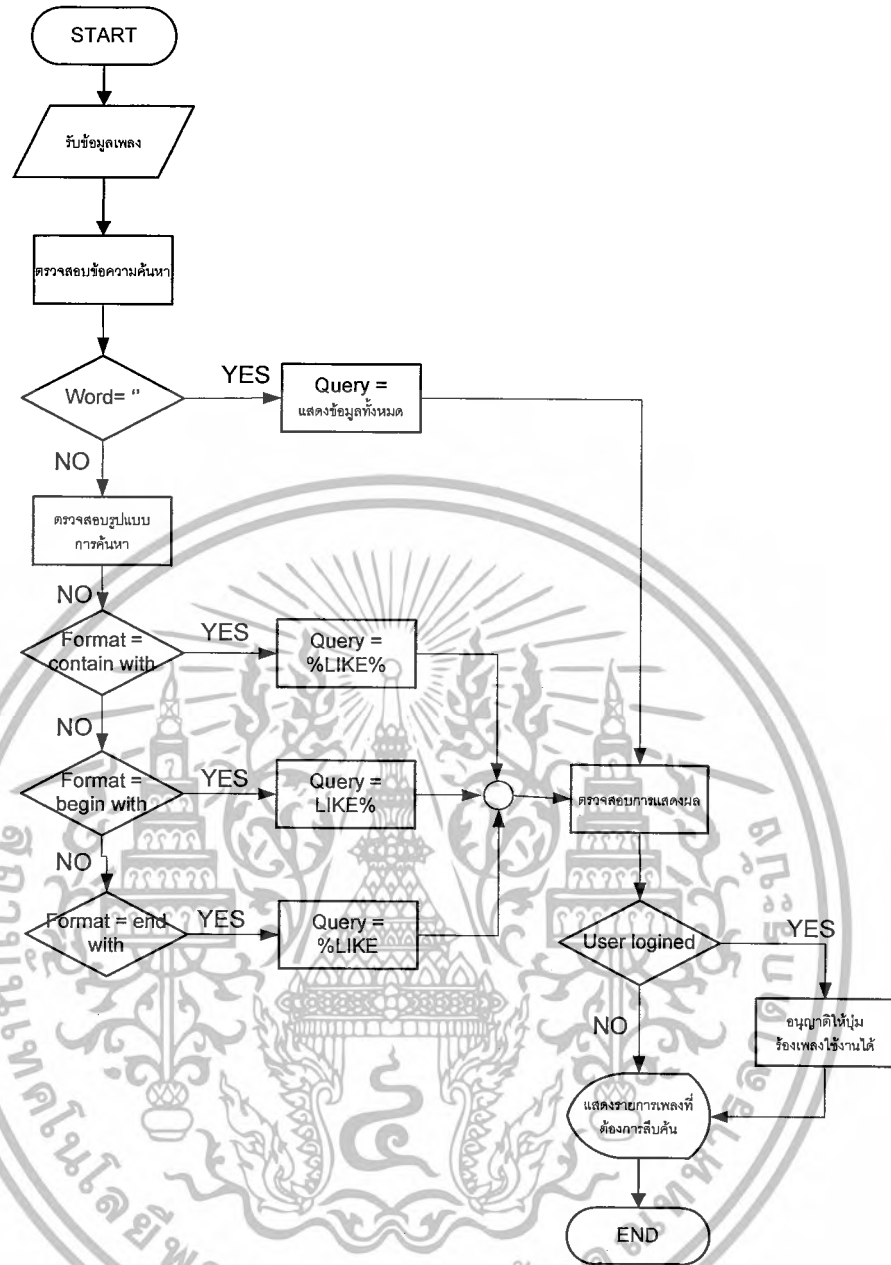 START
รับข้อมูลเพลง
ตรวจสอบข้อความค้นหา
Word= ‘’
YES
Query =
แสดงข้อมูลทั้งหมด
NO
ตรวจสอบรูปแบบ
การค้นหา
NO
Format =
contain with
YES
Query =
%LIKE%
NO
Format =
begin with
YES
Query =
LIKE%
ตรวจสอบการแสดงผล
NO
Format = end
with
YES
Query =
%LIKE
User logined
YES
อนุญาติให้ปุ่ม
ร้องเพลงใช้งานได้
NO
แสดงรายการเพลงที่
ต้องการสืบค้น
END